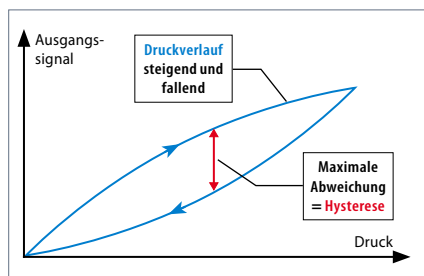 Ausgangs-
signal
Druckverlauf
steigend und
fallend
Maximale
Abweichung
= Hysterese
Druck